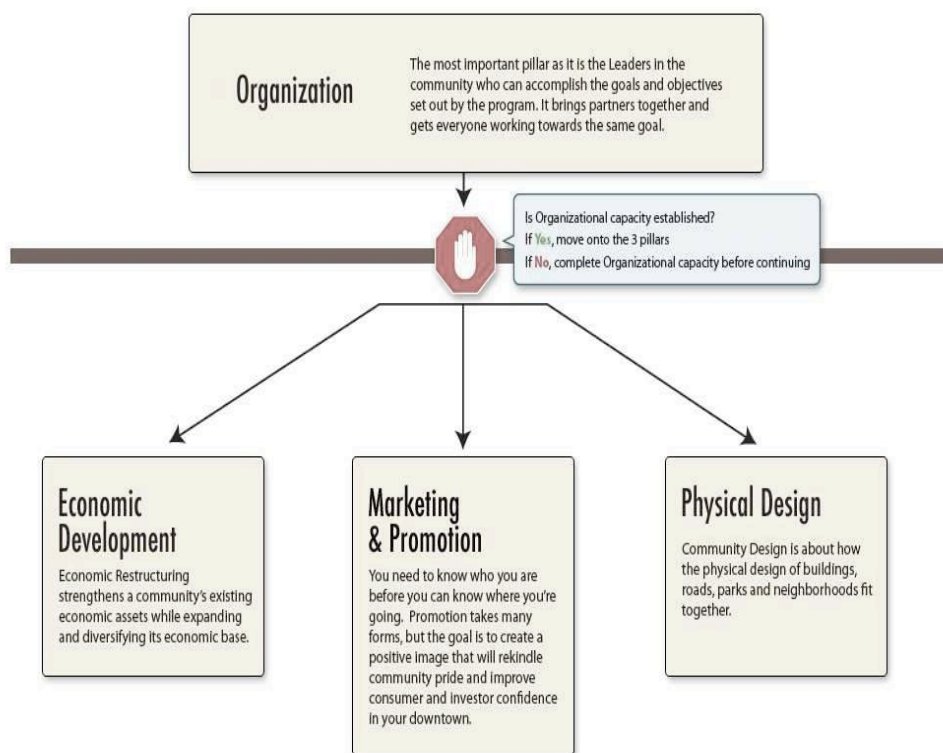 Organization
The most important pillar as it is the Leaders in the
community who can accomplish the goals and objectives
set out by the program. It brings partners together and
gets everyone working towards the same goal.
Is Organizational capacity established?
If Yes, move onto the 3 pillars
If No, complete Organizational capacity before continuing
Economic
Development
Economic Restructuring
strengthens a community's existing
economic assets while expanding
and diversifying its economic base.
Marketing
& Promotion
You need to know who you are
before you can know where you're
going. Promotion takes many
forms, but the goal is to create a
positive image that will rekindle
community pride and improve
consumer and investor confidence
in your downtown.
Physical Design
Community Design is about how
the physical design of buildings,
roads, parks and neighborhoods fit
together.